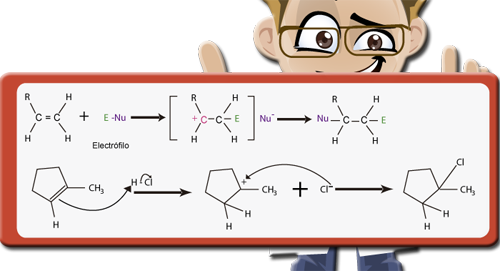 R H R H R H
C = C + E -Nu + C - C - E Nu⁻ Nu - C - C - E
H H H H H H
Electrófilo
Cl
CH₃ H Cl + CH₃ + Cl⁻ CH₃
H H H H H